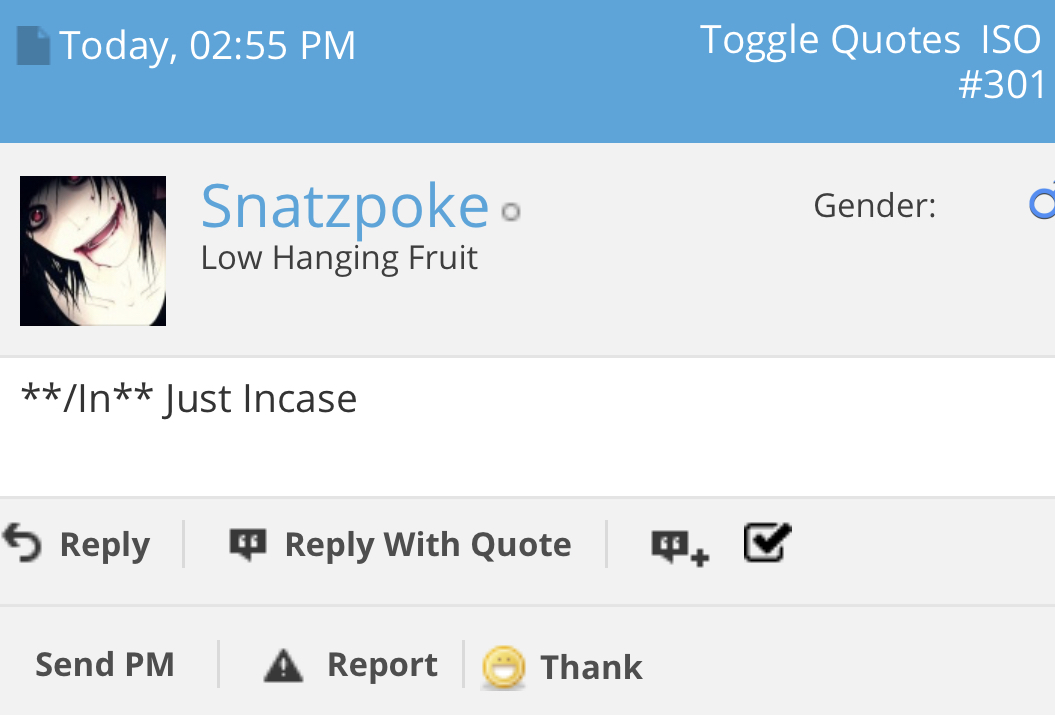 Today, 02:55 PM
Toggle Quotes ISO
#301
Snatzpoke
Low Hanging Fruit
Gender:
**/In** Just Incase
Reply
Reply With Quote
Send PM
Report
Thank